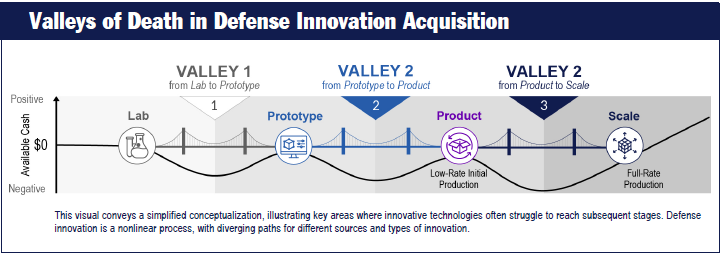 Valleys of Death in Defense Innovation Acquisition
VALLEY 1
from Lab to Prototype
VALLEY 2
from Prototype to Product
VALLEY 2
from Product to Scale
Positive
1
2
3
Lab
Prototype
Product
Scale
Available Cash
$0
Low-Rate Initial
Production
Full-Rate
Production
Negative
This visual conveys a simplified conceptualization, illustrating key areas where innovative technologies often struggle to reach subsequent stages. Defense
innovation is a nonlinear process, with diverging paths for different sources and types of innovation.